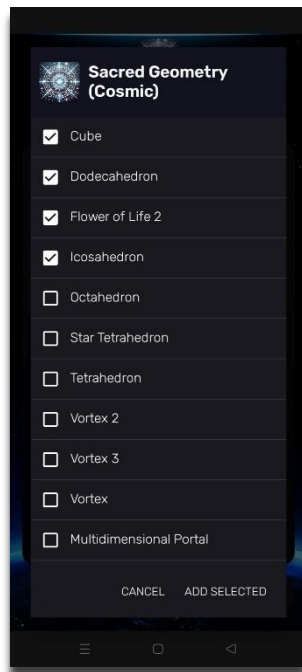 Sacred Geometry
(Cosmic)
Cube
Dodecahedron
Flower of Life 2
Icosahedron
Octahedron
Star Tetrahedron
Tetrahedron
Vortex 2
Vortex 3
Vortex
Multidimensional Portal
CANCEL ADD SELECTED